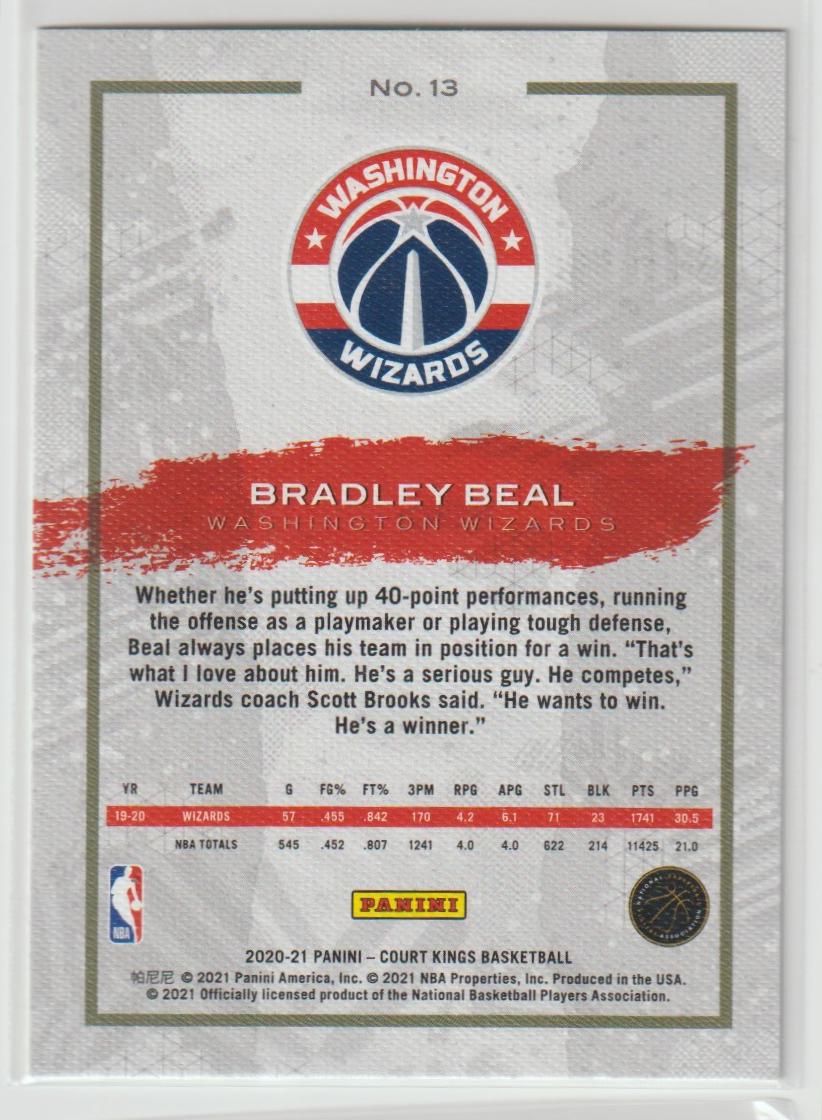 No. 13
WASHINGTON
WIZARDS
BRADLEY BEAL
WASHINGTON WIZARDS
Whether he's putting up 40-point performances, running
the offense as a playmaker or playing tough defense,
Beal always places his team in position for a win. “That's
what I love about him. He's a serious guy. He competes,”
Wizards coach Scott Brooks said. “He wants to win.
He's a winner.”
YR TEAM G FG% FT% 3PM RPG APG STL BLK PTS PPG
19-20 WIZARDS 57 .455 .842 170 4.2 6.1 71 23 1741 30.5
NBA TOTALS 545 .452 .807 1241 4.0 4.0 622 214 11425 21.0
NBA
PANINI
NATIONAL BASKETBALL
PLAYERS ASSOCIATION
2020-21 PANINI – COURT KINGS BASKETBALL
帕尼尼 © 2021 Panini America, Inc. © 2021 NBA Properties, Inc. Produced in the USA.
© 2021 Officially licensed product of the National Basketball Players Association.